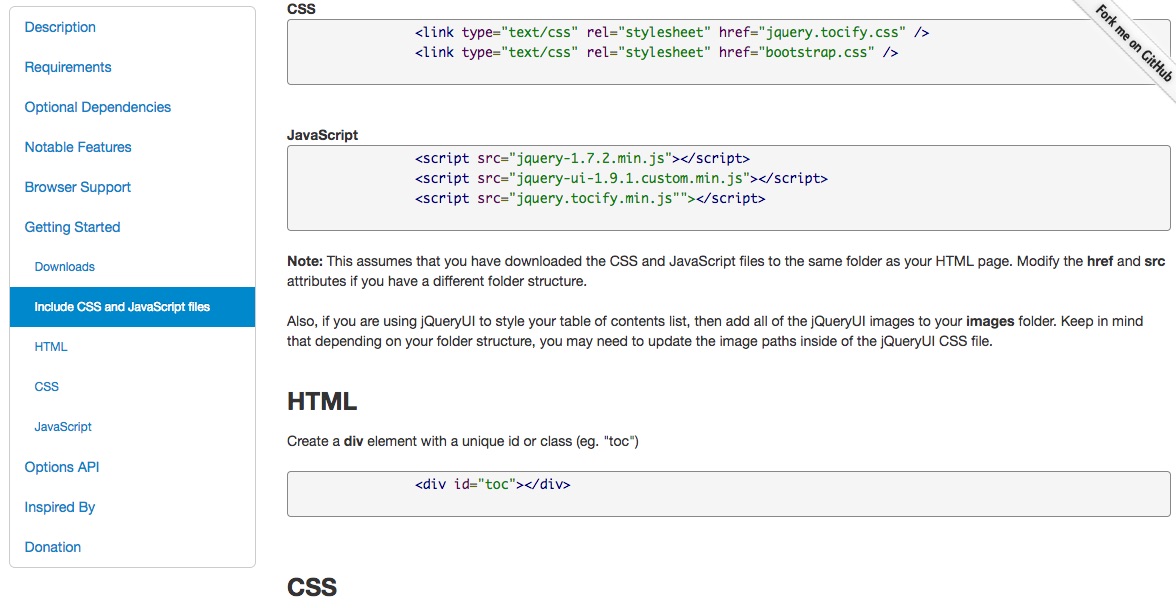 Description
Requirements
Optional Dependencies
Notable Features
Browser Support
Getting Started
Downloads
Include CSS and JavaScript files
HTML
CSS
JavaScript
Options API
Inspired By
Donation
Fork me on GitHub
CSS
<link type="text/css" rel="stylesheet" href="jquery.tocify.css" />
<link type="text/css" rel="stylesheet" href="bootstrap.css" />
JavaScript
<script src="jquery-1.7.2.min.js"></script>
<script src="jquery-ui-1.9.1.custom.min.js"></script>
<script src="jquery.tocify.min.js""></script>
Note: This assumes that you have downloaded the CSS and JavaScript files to the same folder as your HTML page. Modify the href and src
attributes if you have a different folder structure.
Also, if you are using jQueryUI to style your table of contents list, then add all of the jQueryUI images to your images folder. Keep in mind
that depending on your folder structure, you may need to update the image paths inside of the jQueryUI CSS file.
HTML
Create a div element with a unique id or class (eg. "toc")
<div id="toc"></div>
CSS